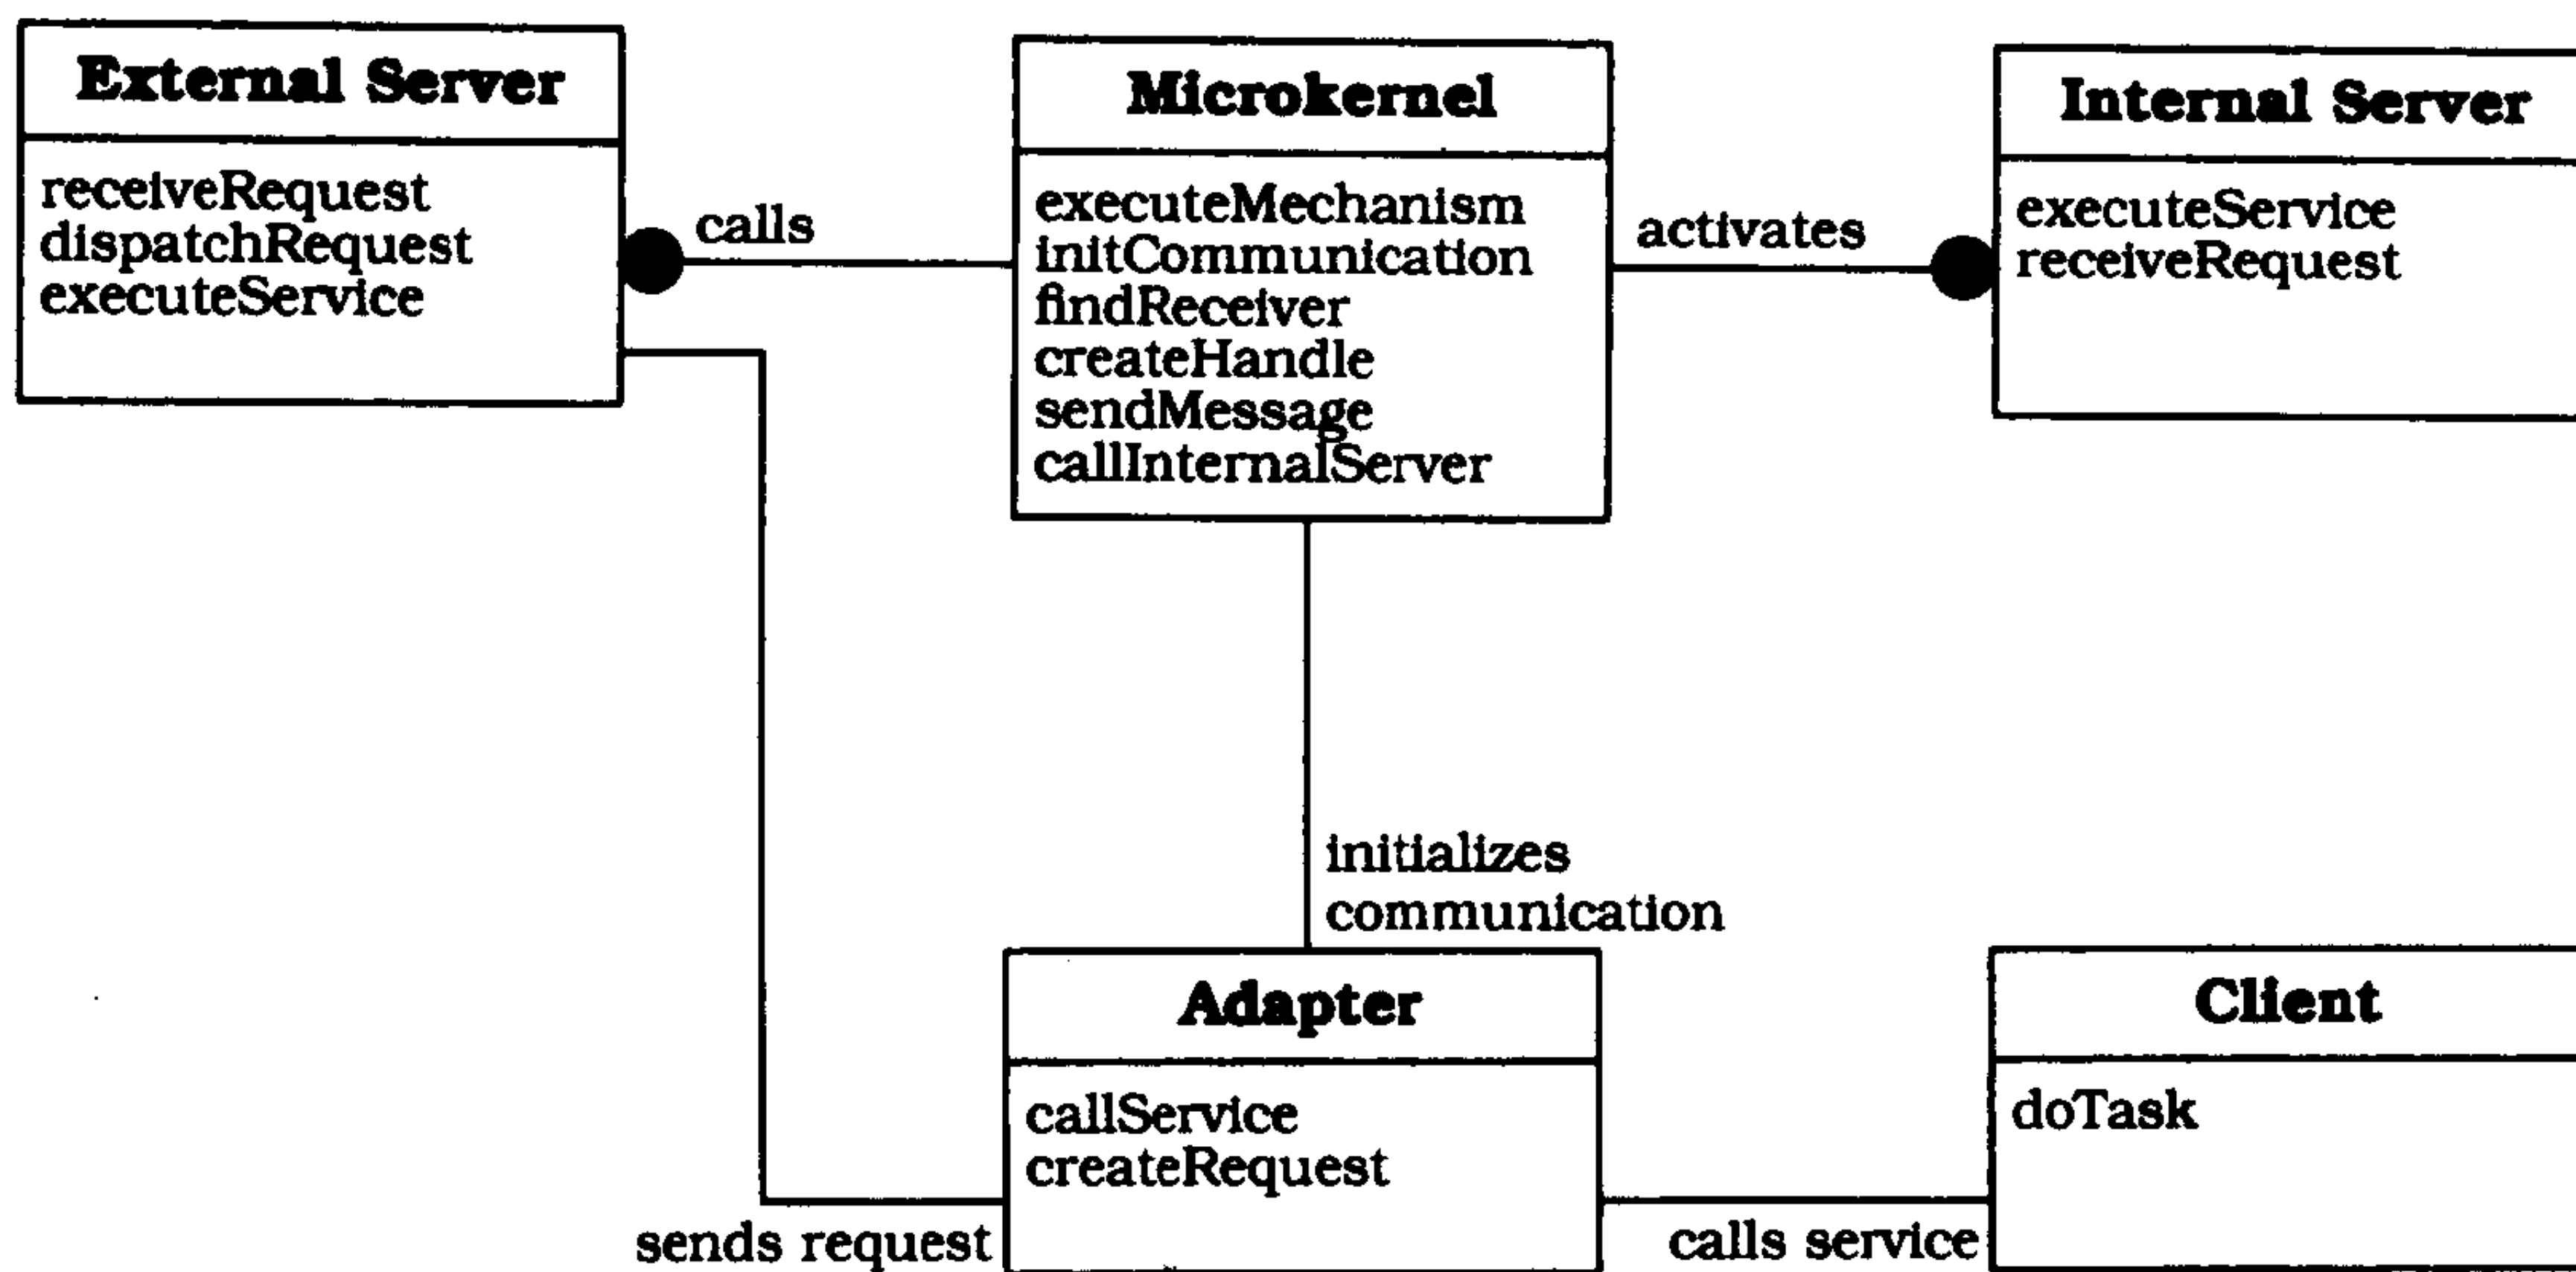 External Server
receiveRequest
dispatchRequest
executeService
calls
Microkernel
executeMechanism
initCommunication
findReceiver
createHandle
sendMessage
callInternalServer
activates
Internal Server
executeService
receiveRequest
initializes
communication
Adapter
callService
createRequest
sends request
calls service
Client
doTask